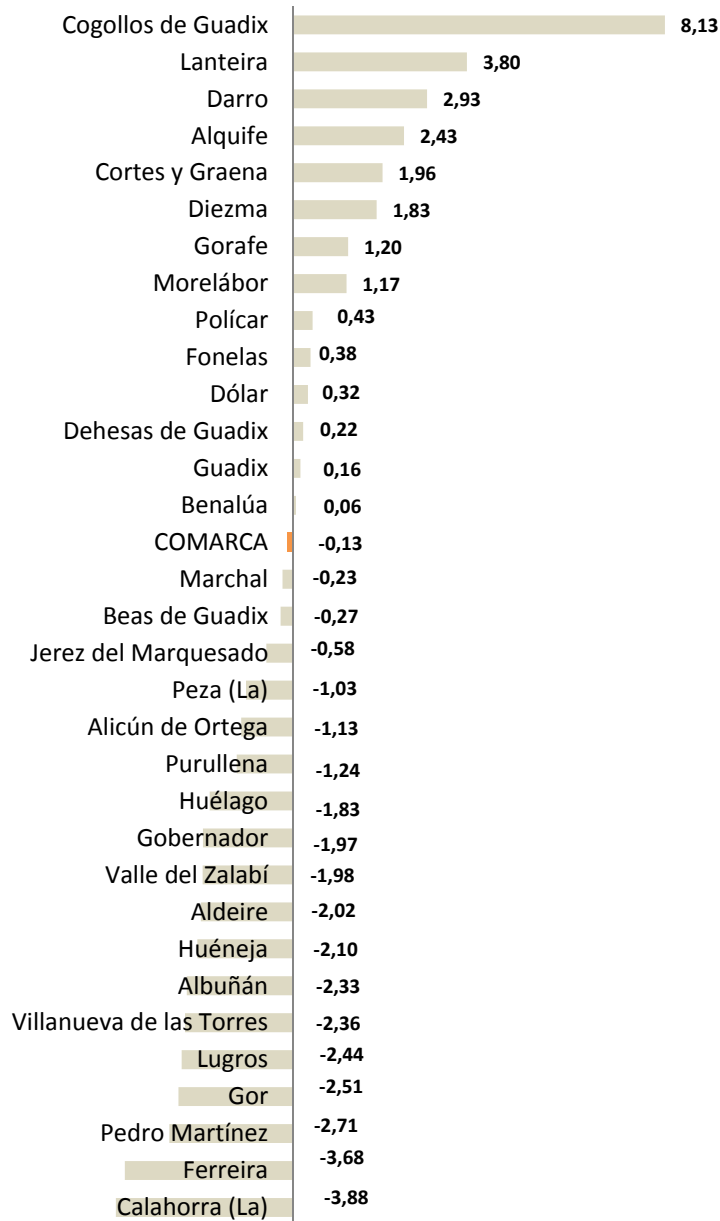 Cogollos de Guadix 8,13
Lanteira 3,80
Darro 2,93
Alquife 2,43
Cortes y Graena 1,96
Diezma 1,83
Gorafe 1,20
Morelábor 1,17
Polícar 0,43
Fonelas 0,38
Dólar 0,32
Dehesas de Guadix 0,22
Guadix 0,16
Benalúa 0,06
COMARCA -0,13
Marchal -0,23
Beas de Guadix -0,27
Jerez del Marquesado -0,58
Peza (La) -1,03
Alicún de Ortega -1,13
Purullena -1,24
Huélago -1,83
Gobernador -1,97
Valle del Zalabí -1,98
Aldeire -2,02
Huéneja -2,10
Albuñán -2,33
Villanueva de las Torres -2,36
Lugros -2,44
Gor -2,51
Pedro Martínez -2,71
Ferreira -3,68
Calahorra (La) -3,88